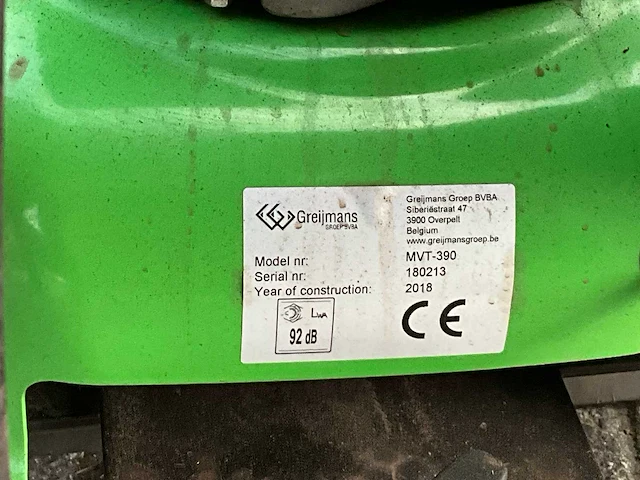 Greijmans
GROEP BVBA
Greijmans Groep BVBA
Siberiëstraat 47
3900 Overpelt
Belgium
www.greijmansgroep.be
Model nr: MVT-390
Serial nr: 180213
Year of construction: 2018
LWA
92 dB
CE